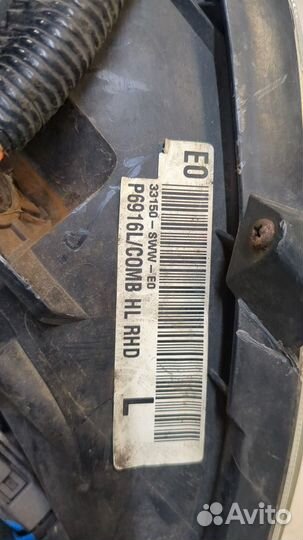 E0
33150-SWW-E0
P6916L/COMB HL RHD
L
Avito